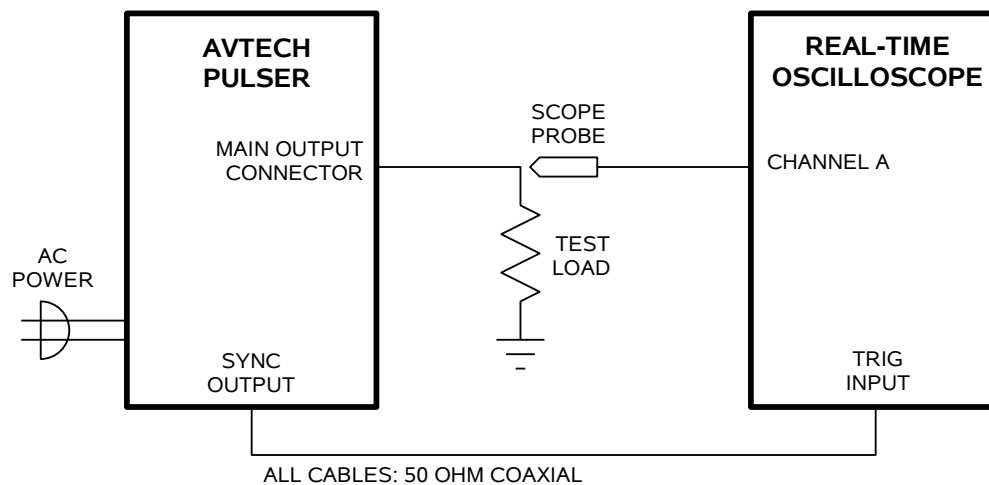 AVTECH
PULSER
REAL-TIME
OSCILLOSCOPE
SCOPE
PROBE
MAIN OUTPUT
CONNECTOR
CHANNEL A
TEST
LOAD
AC
POWER
SYNC
OUTPUT
TRIG
INPUT
ALL CABLES: 50 OHM COAXIAL